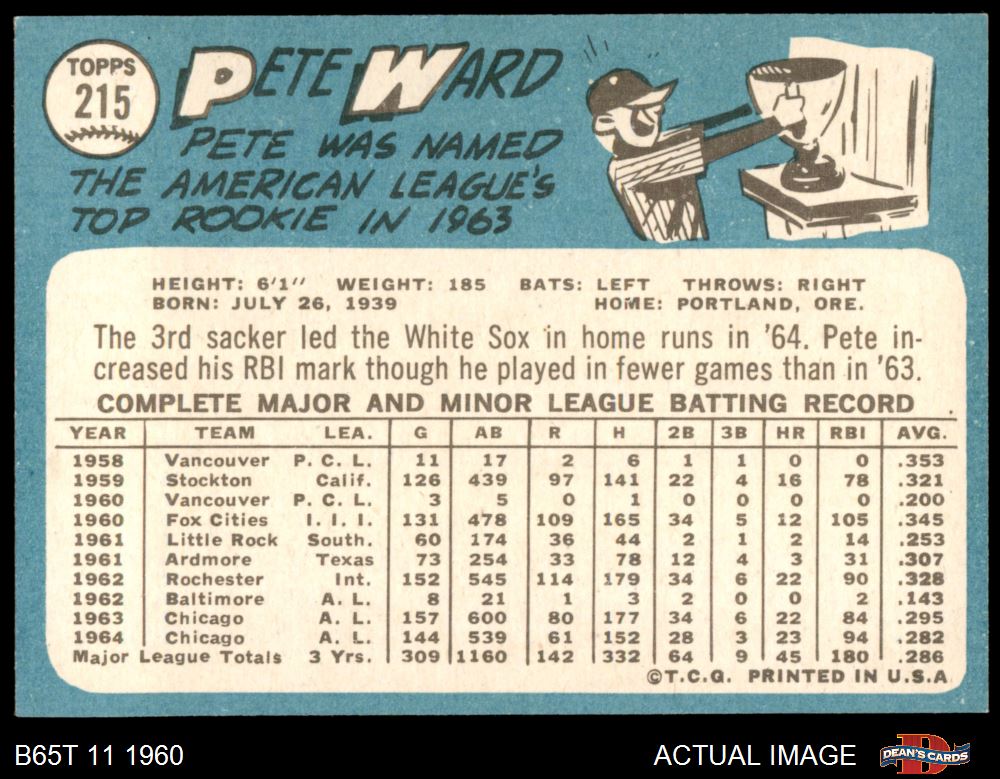 TOPPS
215
PETE WARD
PETE WAS NAMED
THE AMERICAN LEAGUE'S
TOP ROOKIE IN 1963
HEIGHT: 6'1" WEIGHT: 185 BATS: LEFT THROWS: RIGHT
BORN: JULY 26, 1939 HOME: PORTLAND, ORE.
The 3rd sacker led the White Sox in home runs in '64. Pete in-
creased his RBI mark though he played in fewer games than in '63.
COMPLETE MAJOR AND MINOR LEAGUE BATTING RECORD
YEAR TEAM LEA. G AB R H 2B 3B HR RBI AVG.
1958 Vancouver P. C. L. 11 17 2 6 1 1 0 0 .353
1959 Stockton Calif. 126 439 97 141 22 4 16 78 .321
1960 Vancouver P. C. L. 3 5 0 1 0 0 0 0 .200
1960 Fox Cities I. I. I. 131 478 109 165 34 5 12 105 .345
1961 Little Rock South. 60 174 36 44 2 1 2 14 .253
1961 Ardmore Texas 73 254 33 78 12 4 3 31 .307
1962 Rochester Int. 152 545 114 179 34 6 22 90 .328
1962 Baltimore A. L. 8 21 1 3 2 0 0 2 .143
1963 Chicago A. L. 157 600 80 177 34 6 22 84 .295
1964 Chicago A. L. 144 539 61 152 28 3 23 94 .282
Major League Totals 3 Yrs. 309 1160 142 332 64 9 45 180 .286
©T.C.G. PRINTED IN U.S.A
B65T 11 1960 ACTUAL IMAGE DEAN'S CARDS